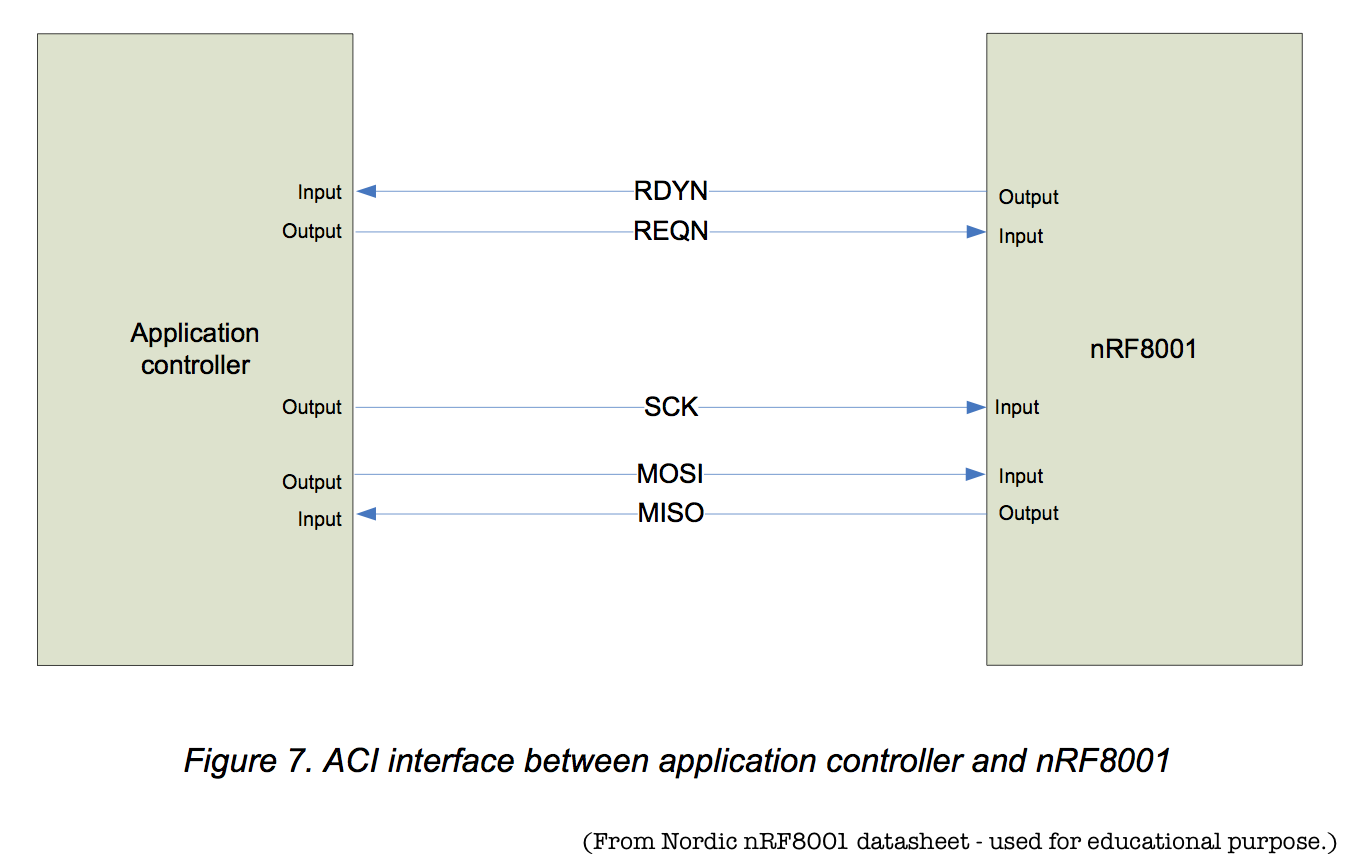 Input RDYN Output
Output REQN Input
Application
controller
nRF8001
Output SCK Input
Output MOSI Input
Input MISO Output
Figure 7. ACI interface between application controller and nRF8001
(From Nordic nRF8001 datasheet - used for educational purpose.)